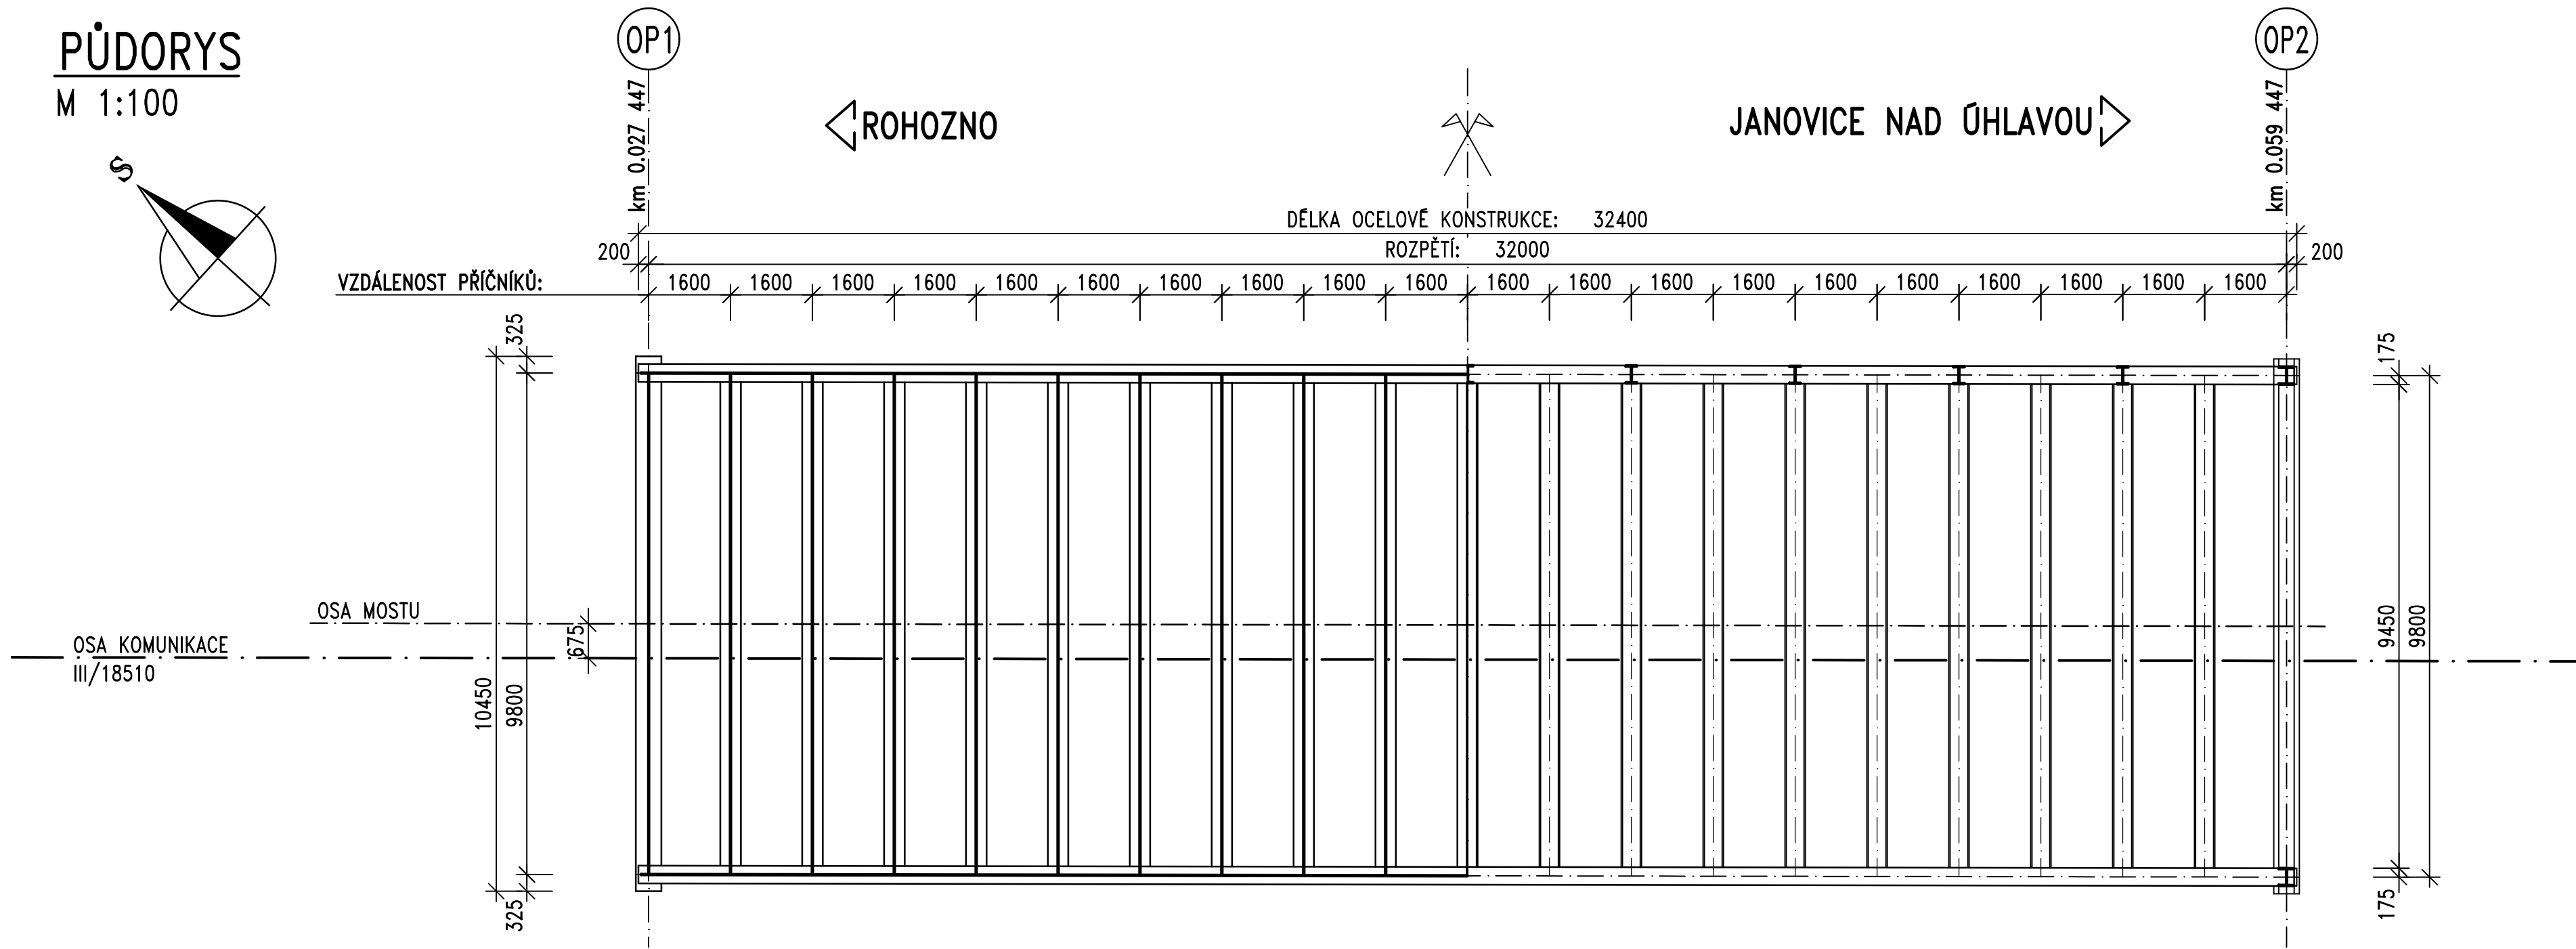 PŮDORYS
M 1:100
S
OP1
OP2
km 0.027 447
km 0.059 447
ROHOZNO
JANOVICE NAD ÚHLAVOU
DÉLKA OCELOVÉ KONSTRUKCE: 32400
200
ROZPĚTÍ: 32000
200
VZDÁLENOST PŘÍČNÍKŮ: 1600 1600 1600 1600 1600 1600 1600 1600 1600 1600 1600 1600 1600 1600 1600 1600 1600 1600 1600 1600
325
175
OSA MOSTU
675
OSA KOMUNIKACE
III/18510
10450
9800
9450
9800
325
175